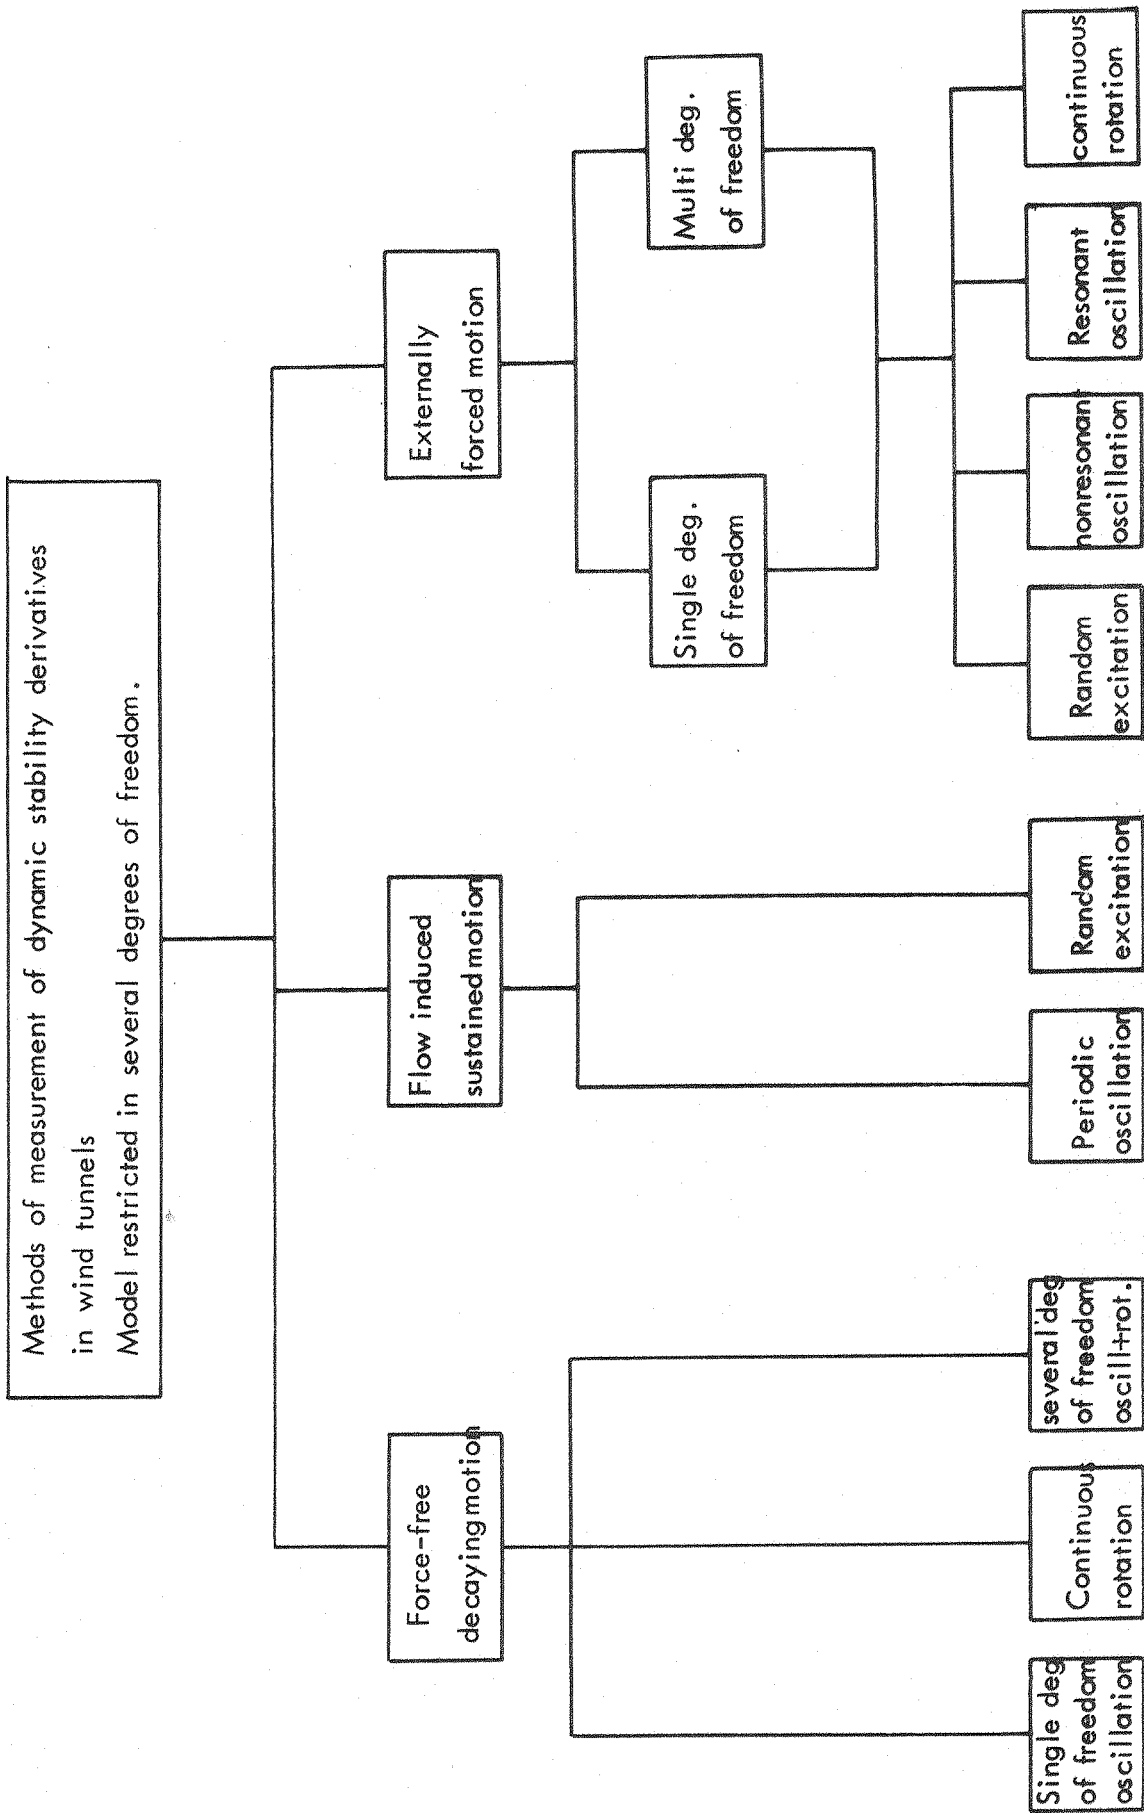 Methods of measurement of dynamic stability derivatives
in wind tunnels
Model restricted in several degrees of freedom.
Force-free
decaying motion
Flow induced
sustained motion
Externally
forced motion
Single deg.
of freedom
Multi deg.
of freedom
Single deg
of freedom
oscillation
Continuous
rotation
several deg
of freedom
oscill+rot.
Periodic
oscillation
Random
excitation
Random
excitation
nonresonant
oscillation
Resonant
oscillation
continuous
rotation